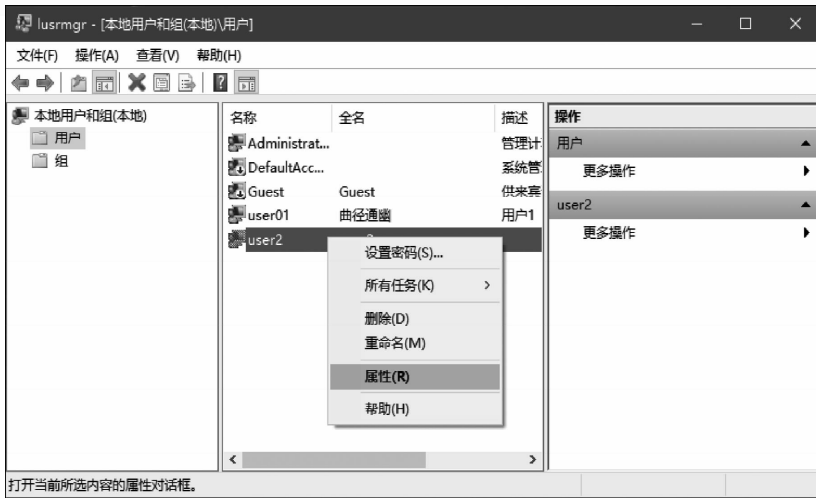 lusrmgr - [本地用户和组(本地)\用户]
文件(F) 操作(A) 查看(V) 帮助(H)
本地用户和组(本地)
用户
组
名称 全名 描述
Administrat... 管理计
DefaultAcc... 系统管
Guest Guest 供来宾
user01 曲径通幽 用户1
user2
设置密码(S)...
所有任务(K)
删除(D)
重命名(M)
属性(R)
帮助(H)
操作
用户
更多操作
user2
更多操作
打开当前所选内容的属性对话框。